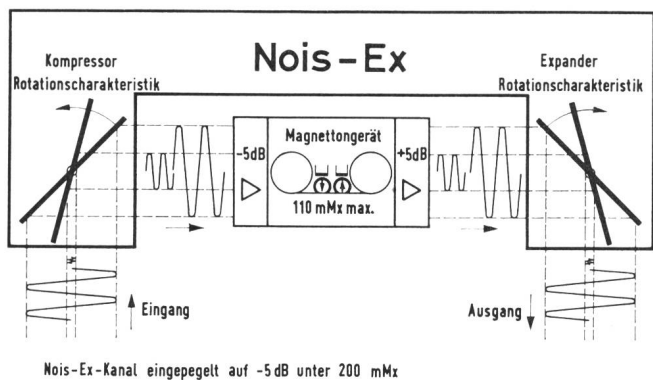 Nois-Ex
Kompressor
Rotationscharakteristik
Expander
Rotationscharakteristik
-5dB
Magnettongerät
+5dB
110 mMx max.
Eingang
Ausgang
Nois-Ex-Kanal eingepegelt auf -5dB unter 200 mMx